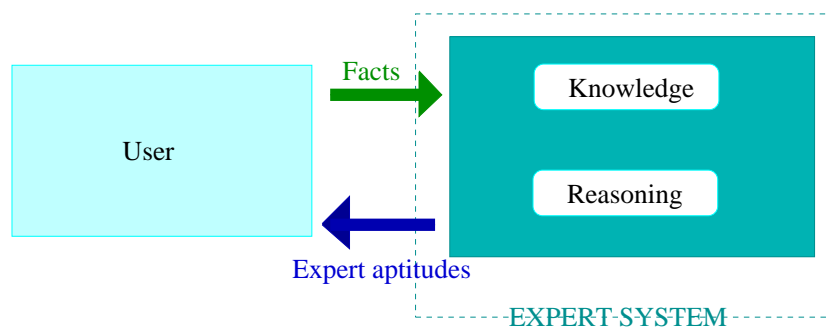 Facts
Knowledge
User
Reasoning
Expert aptitudes
EXPERT SYSTEM